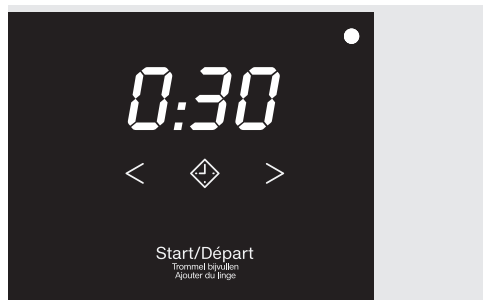 0:30
< >
Start/Départ
Trommel bijvullen
Ajouter du linge